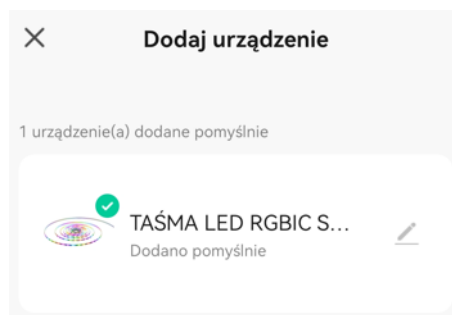 Dodaj urządzenie
1 urządzenie(a) dodane pomyślnie
TAŚMA LED RGBIC S...
Dodano pomyślnie